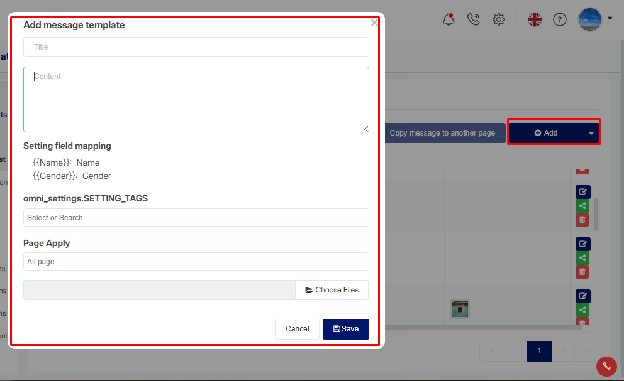 Add message template
×
Title
Content
Setting field mapping
{{Name}}: Name
{{Gender}}: Gender
omni_settings.SETTING_TAGS
Select or Search
Page Apply
All page
Choose Files
Cancel
Save
Copy message to another page
Add
1